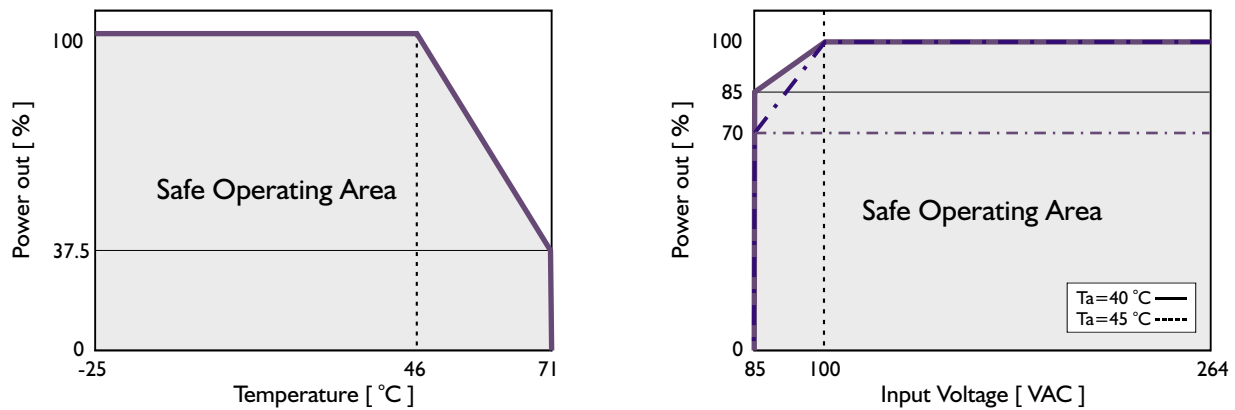 100
37.5
0
Power out [ % ]
Safe Operating Area
-25
46
71
Temperature [ °C ]
100
85
70
0
Power out [ % ]
Safe Operating Area
Ta=40 °C
Ta=45 °C
85
100
264
Input Voltage [ VAC ]